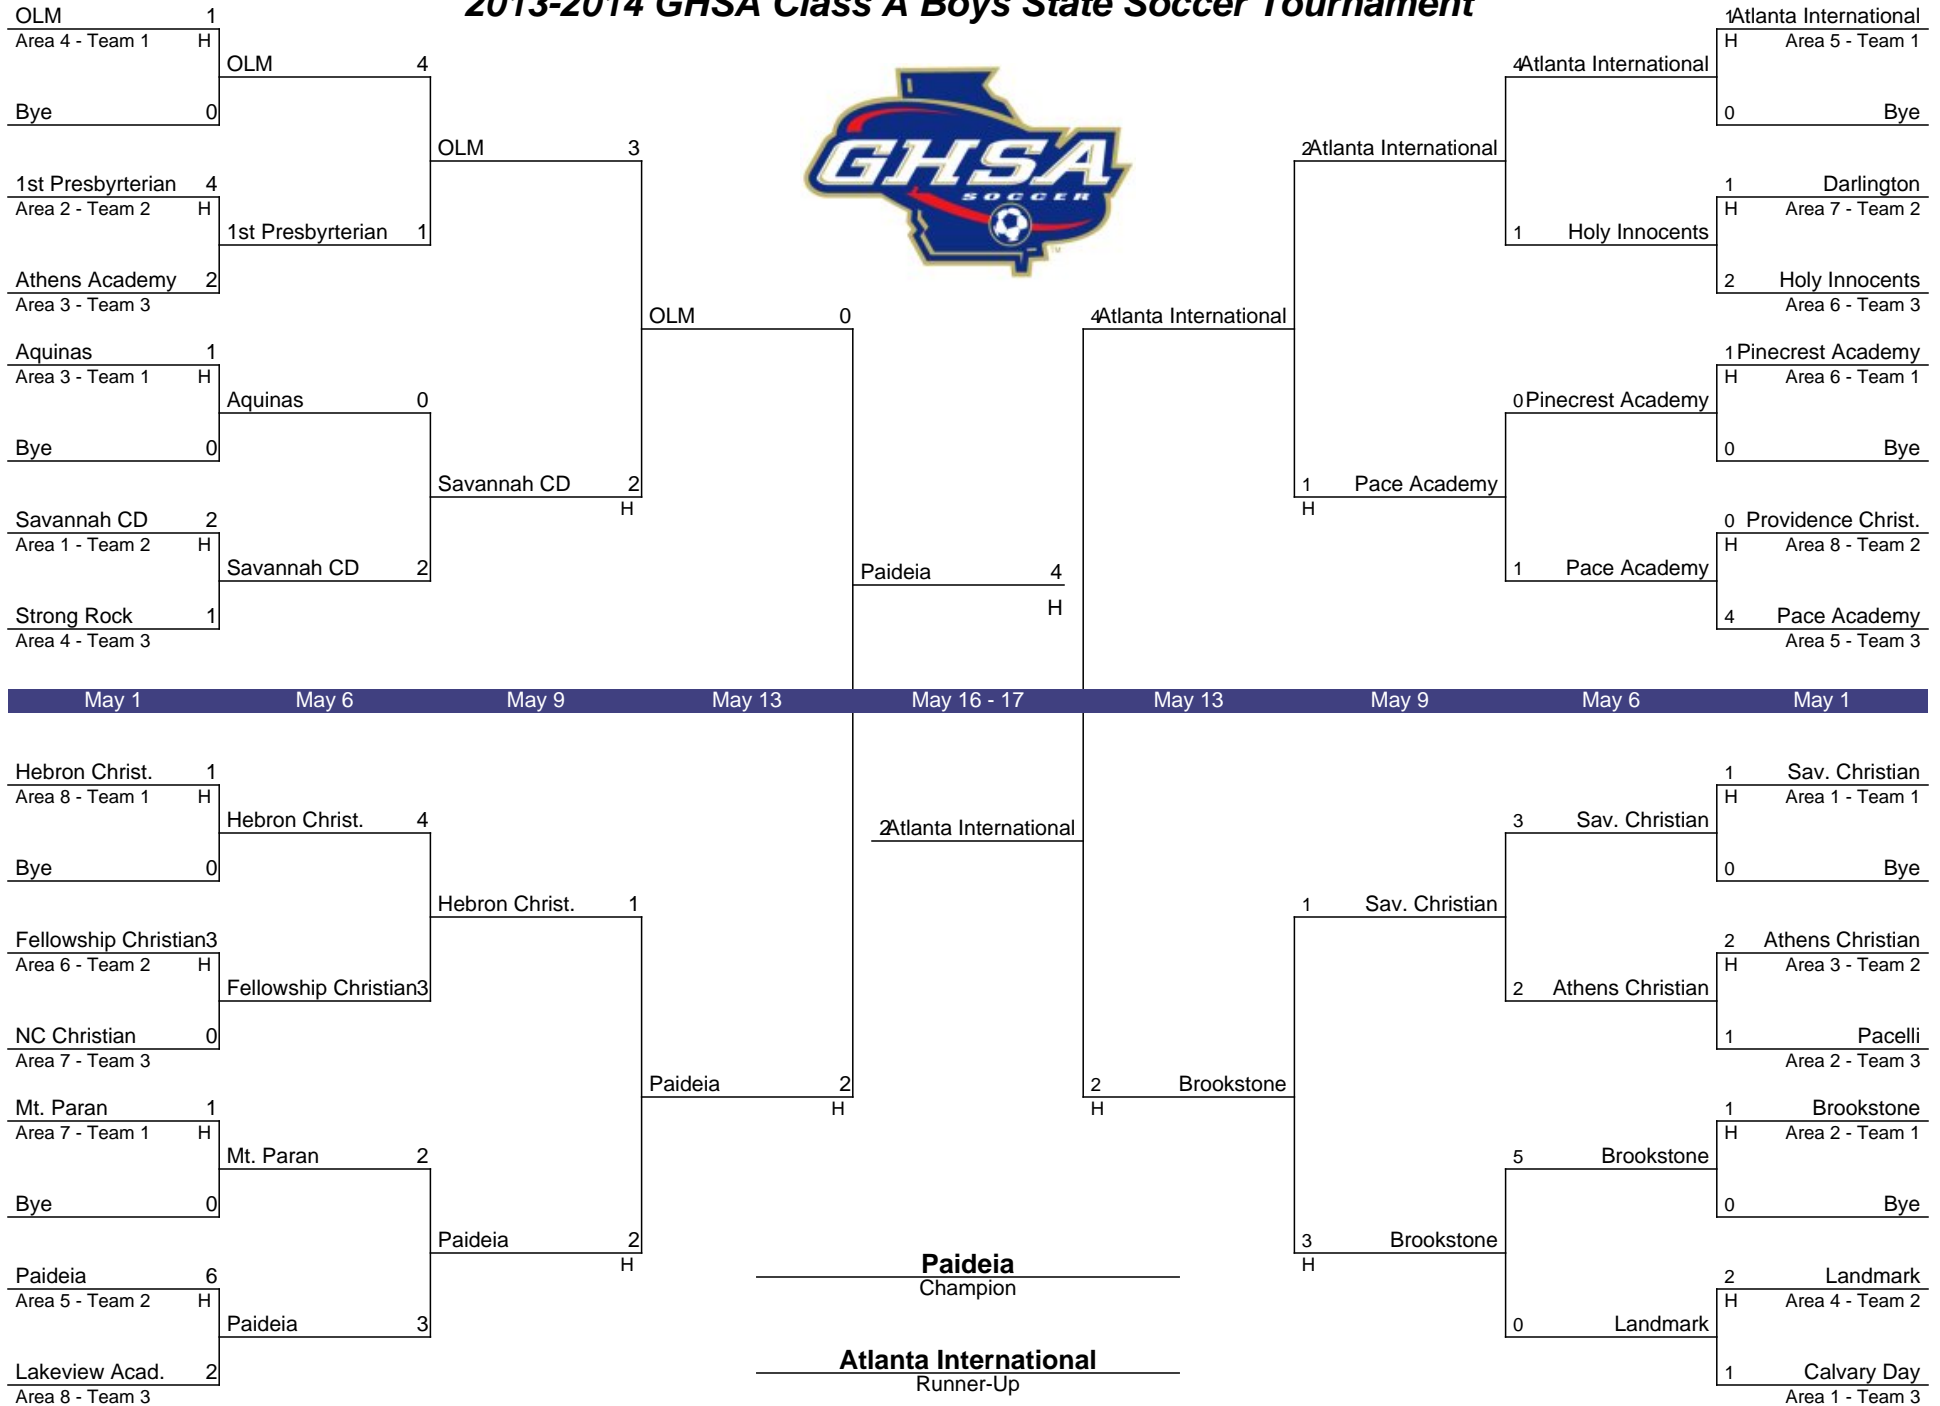 2013-2014 GHSA Class A Boys State Soccer Tournament
GHSA
SOCCER
TM
OLM 1
Area 4 - Team 1 H
Bye 0
1st Presbyrterian 4
Area 2 - Team 2 H
Athens Academy 2
Area 3 - Team 3
Aquinas 1
Area 3 - Team 1 H
Bye 0
Savannah CD 2
Area 1 - Team 2 H
Strong Rock 1
Area 4 - Team 3
OLM 4
1st Presbyrterian 1
Aquinas 0
Savannah CD 2
OLM 3
Savannah CD 2
H
OLM 0
Paideia 4
H
4 Atlanta International
2 Atlanta International
1 Pace Academy
H
4 Atlanta International
1 Holy Innocents
0 Pinecrest Academy
1 Pace Academy
1 Atlanta International
H Area 5 - Team 1
0 Bye
1 Darlington
H Area 7 - Team 2
2 Holy Innocents
Area 6 - Team 3
1 Pinecrest Academy
H Area 6 - Team 1
0 Bye
0 Providence Christ.
H Area 8 - Team 2
4 Pace Academy
Area 5 - Team 3
May 1 May 6 May 9 May 13 May 16 - 17 May 13 May 9 May 6 May 1
Hebron Christ. 1
Area 8 - Team 1 H
Bye 0
Fellowship Christian 3
Area 6 - Team 2 H
NC Christian 0
Area 7 - Team 3
Mt. Paran 1
Area 7 - Team 1 H
Bye 0
Paideia 6
Area 5 - Team 2 H
Lakeview Acad. 2
Area 8 - Team 3
Hebron Christ. 4
Fellowship Christian 3
Mt. Paran 2
Paideia 3
Hebron Christ. 1
Paideia 2
H
Paideia 2
H
2 Atlanta International
2 Brookstone
H
1 Sav. Christian
3 Brookstone
H
3 Sav. Christian
2 Athens Christian
5 Brookstone
0 Landmark
1 Sav. Christian
H Area 1 - Team 1
0 Bye
2 Athens Christian
H Area 3 - Team 2
1 Pacelli
Area 2 - Team 3
1 Brookstone
H Area 2 - Team 1
0 Bye
2 Landmark
H Area 4 - Team 2
1 Calvary Day
Area 1 - Team 3
Paideia
Champion
Atlanta International
Runner-Up